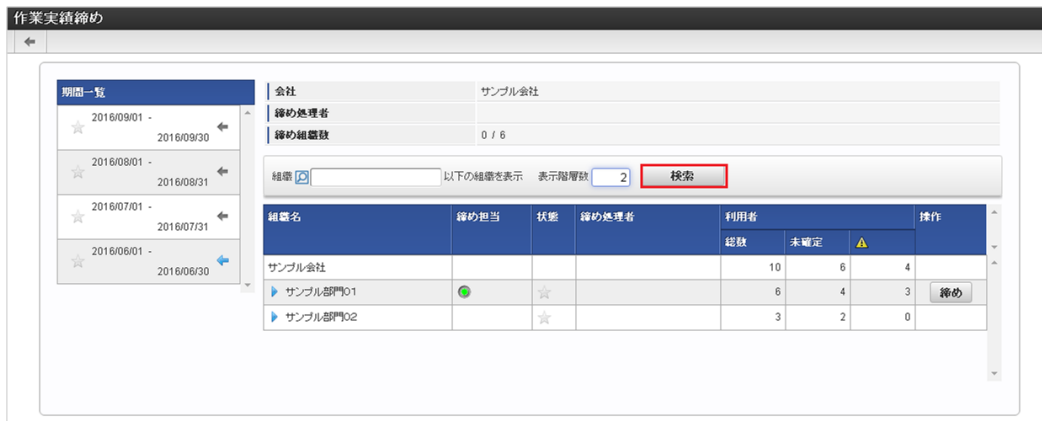 作業実績締め
期間一覧
2016/09/01 -
2016/09/30
2016/08/01 -
2016/08/31
2016/07/01 -
2016/07/31
2016/06/01 -
2016/06/30
会社 サンプル会社
締め処理者
締め組織数 0 / 6
組織 以下の組織を表示 表示階層数 2 検索
組織名 締め担当 状態 締め処理者 利用者 操作
総数 未確定
サンプル会社 10 6 4
サンプル部門01 6 4 3 締め
サンプル部門02 3 2 0